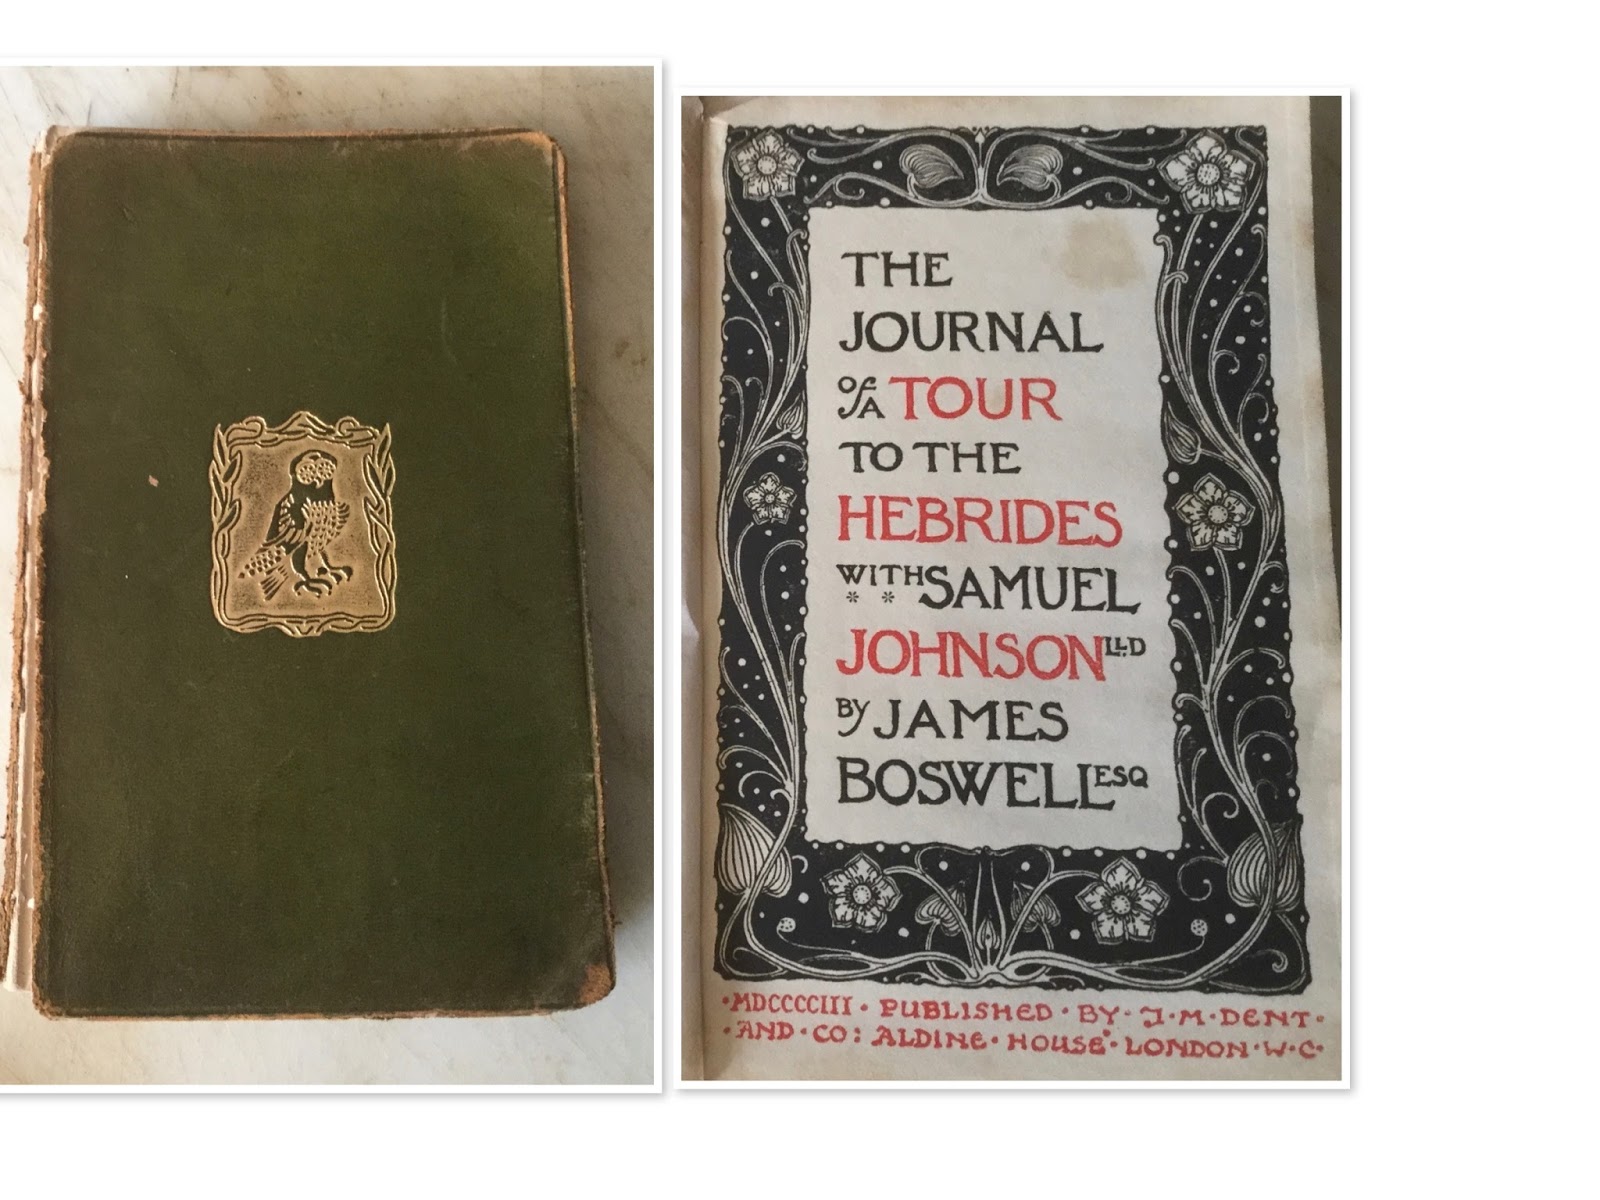 THE
JOURNAL
OF A TOUR
TO THE
HEBRIDES
WITH SAMUEL
JOHNSON LL.D
BY JAMES
BOSWELL ESQ
·MDCCCCIII· PUBLISHED · BY · J · M · DENT ·
· AND · CO : ALDINE · HOUSE · LONDON · W · C ·